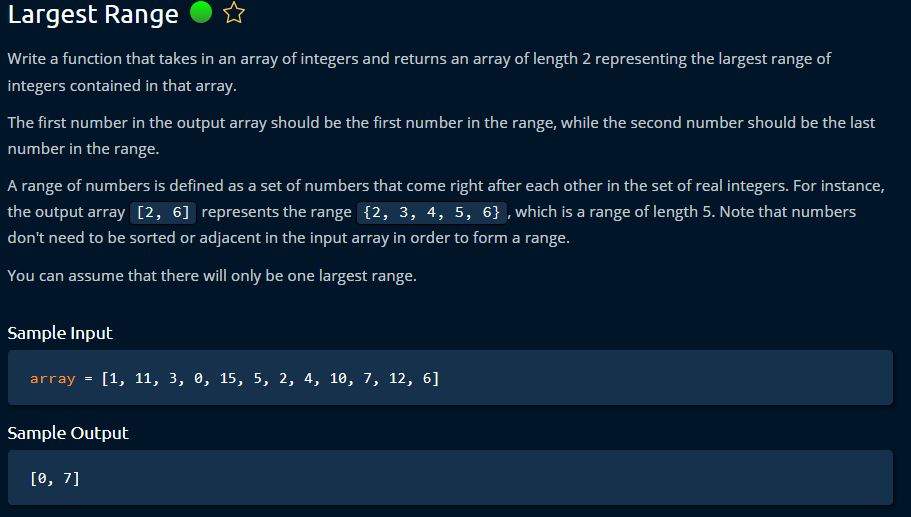 Largest Range
Write a function that takes in an array of integers and returns an array of length 2 representing the largest range of
integers contained in that array.
The first number in the output array should be the first number in the range, while the second number should be the last
number in the range.
A range of numbers is defined as a set of numbers that come right after each other in the set of real integers. For instance,
the output array [2, 6] represents the range {2, 3, 4, 5, 6}, which is a range of length 5. Note that numbers
don't need to be sorted or adjacent in the input array in order to form a range.
You can assume that there will only be one largest range.
Sample Input
array = [1, 11, 3, 0, 15, 5, 2, 4, 10, 7, 12, 6]
Sample Output
[0, 7]